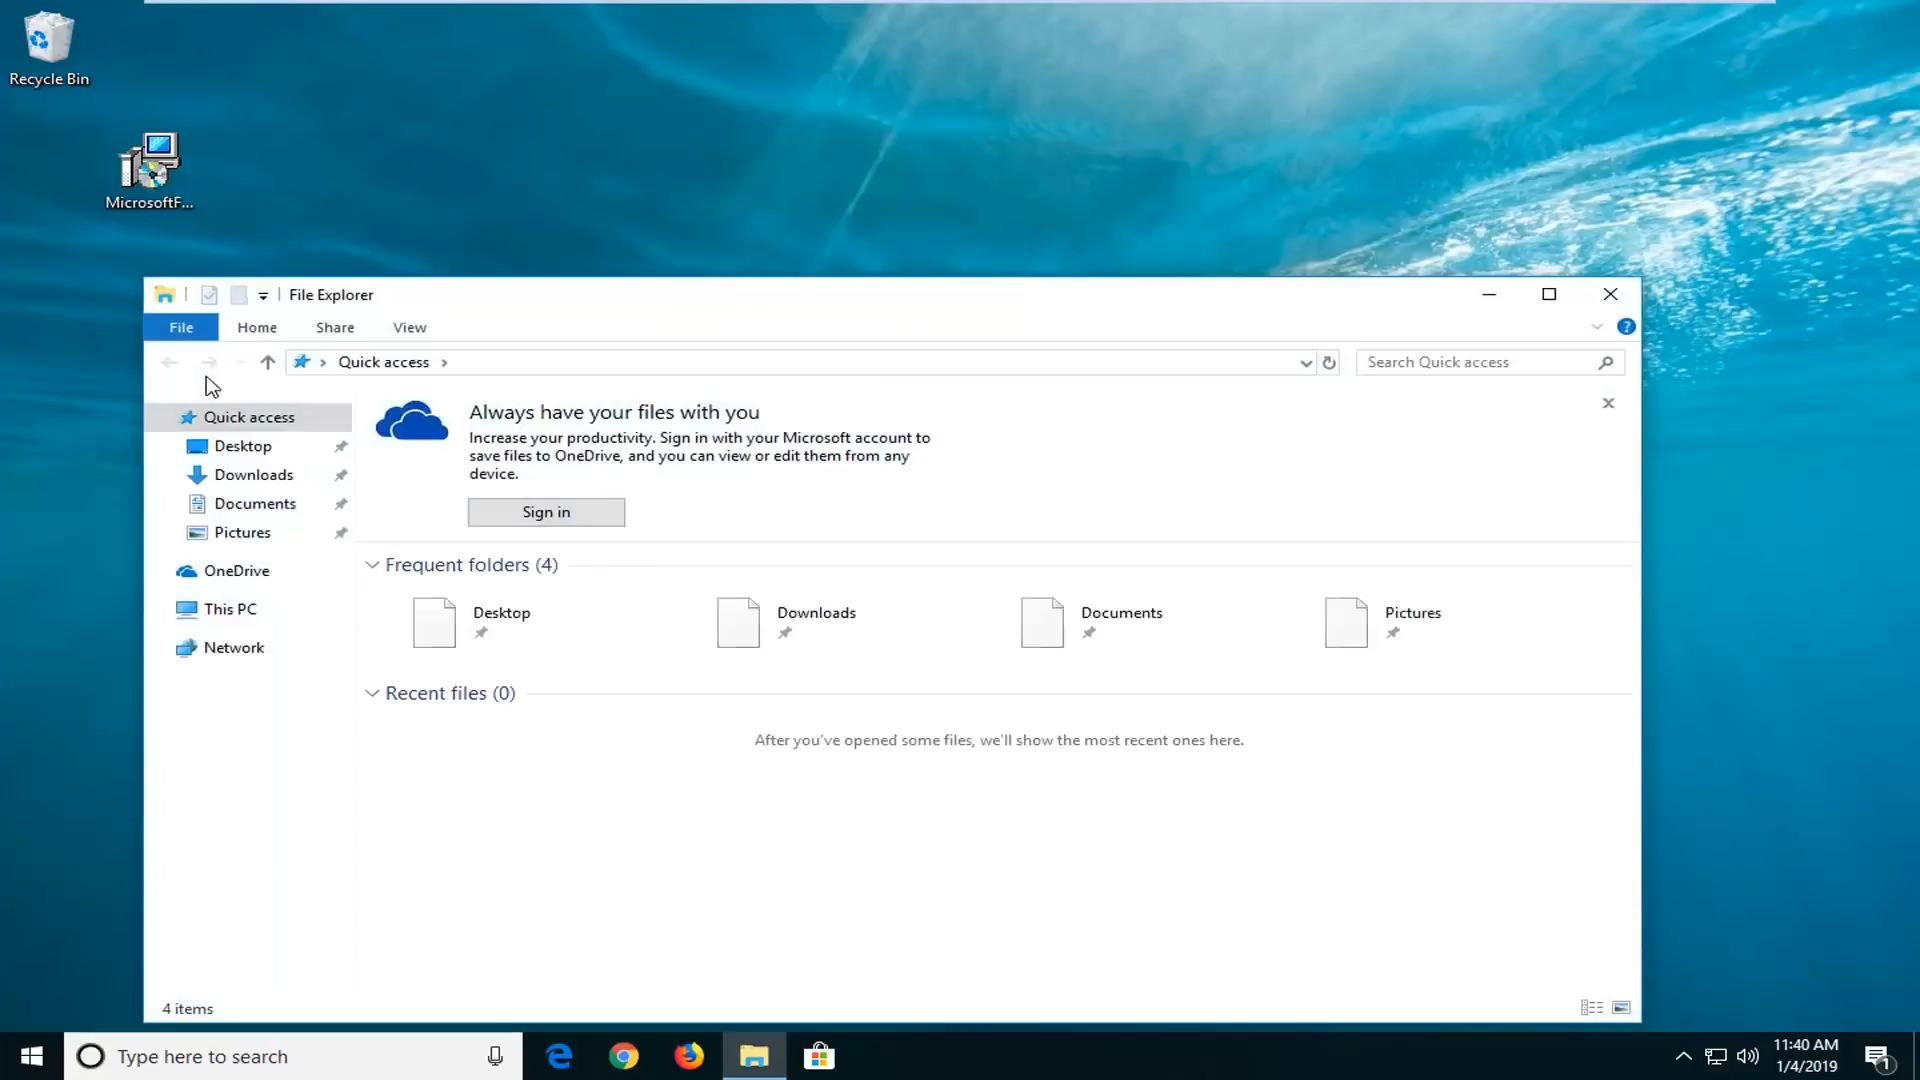 Recycle Bin
MicrosoftF...
File Explorer
File
Home
Share
View
Quick access
Search Quick access
Quick access
Desktop
Downloads
Documents
Pictures
OneDrive
This PC
Network
Always have your files with you
Increase your productivity. Sign in with your Microsoft account to
save files to OneDrive, and you can view or edit them from any
device.
Sign in
Frequent folders (4)
Desktop
Downloads
Documents
Pictures
Recent files (0)
After you've opened some files, we'll show the most recent ones here.
4 items
Type here to search
11:40 AM
1/4/2019
1